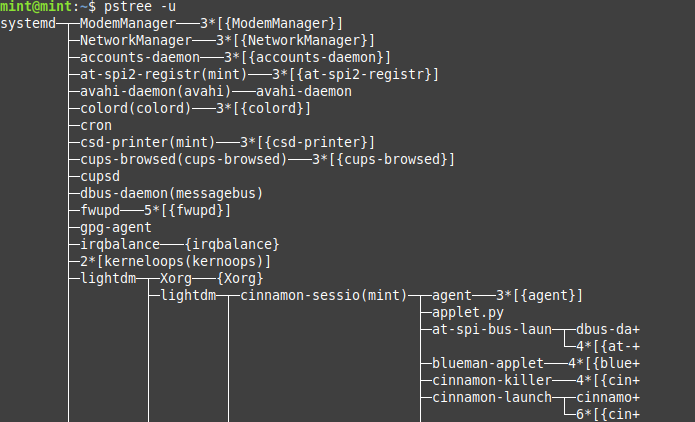 mint@mint:~$ pstree -u
systemd─┬─ModemManager───3*[{ModemManager}]
        ├─NetworkManager───3*[{NetworkManager}]
        ├─accounts-daemon───3*[{accounts-daemon}]
        ├─at-spi2-registr(mint)───3*[{at-spi2-registr}]
        ├─avahi-daemon(avahi)───avahi-daemon
        ├─colord(colord)───3*[{colord}]
        ├─cron
        ├─csd-printer(mint)───3*[{csd-printer}]
        ├─cups-browsed(cups-browsed)───3*[{cups-browsed}]
        ├─cupsd
        ├─dbus-daemon(messagebus)
        ├─fwupd───5*[{fwupd}]
        ├─gpg-agent
        ├─irqbalance───{irqbalance}
        ├─2*[kerneloops(kernoops)]
        ├─lightdm─┬─Xorg───{Xorg}
        │         ├─lightdm─┬─cinnamon-sessio(mint)─┬─agent───3*[{agent}]
        │         │         │                       ├─applet.py
        │         │         │                       ├─at-spi-bus-laun─┬─dbus-da+
        │         │         │                       │                 └─4*[{at-+
        │         │         │                       ├─blueman-applet───4*[{blue+
        │         │         │                       ├─cinnamon-killer───4*[{cin+
        │         │         │                       ├─cinnamon-launch─┬─cinnamo+
        │         │         │                       │                 └─6*[{cin+